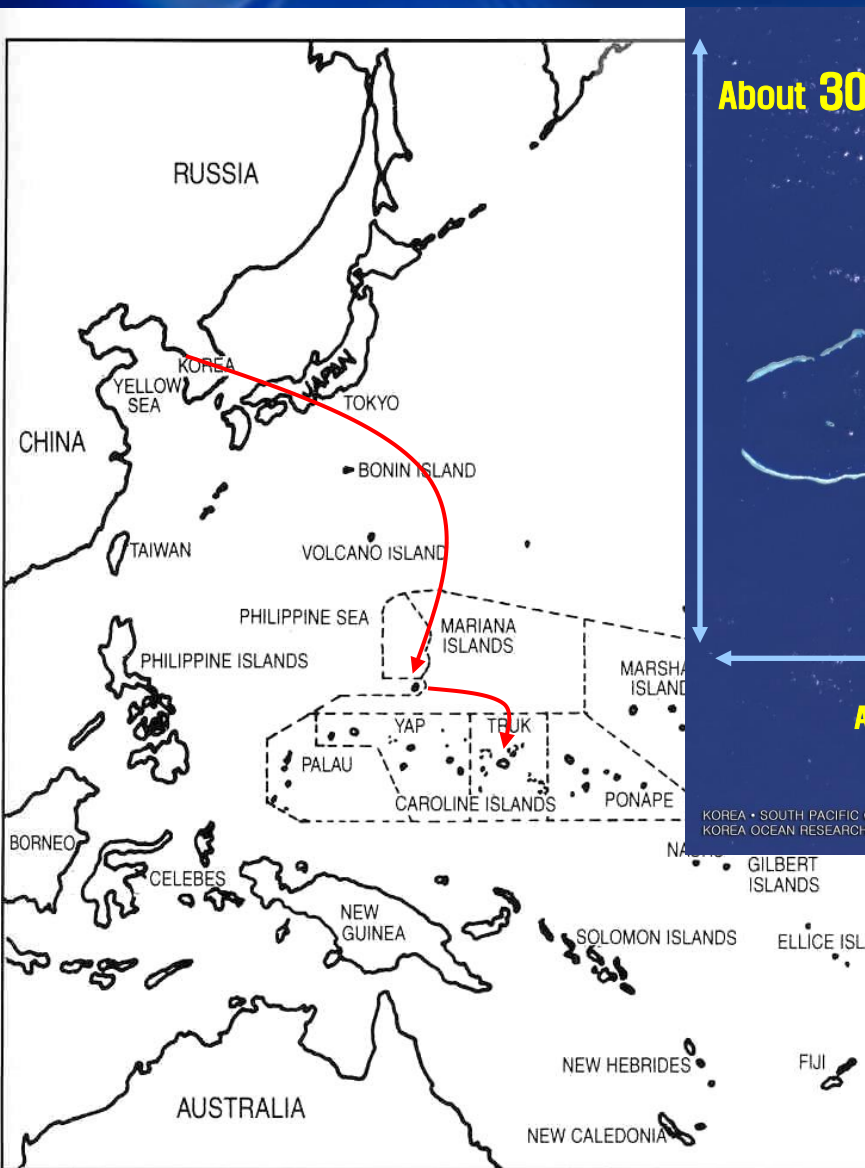 RUSSIA
About 30
KOREA
YELLOW
SEA
JAPAN
TOKYO
CHINA
BONIN ISLAND
TAIWAN
VOLCANO ISLAND
PHILIPPINE SEA
MARIANA
ISLANDS
PHILIPPINE ISLANDS
MARSHA
ISLAND
YAP
TRUK
A
PALAU
CAROLINE ISLANDS
PONAPE
KOREA • SOUTH PACIFIC
KOREA OCEAN RESEARCH
BORNEO
GILBERT
ISLANDS
CELEBES
NEW
GUINEA
SOLOMON ISLANDS
ELLICE ISL
NEW HEBRIDES
FIJI
AUSTRALIA
NEW CALEDONIA